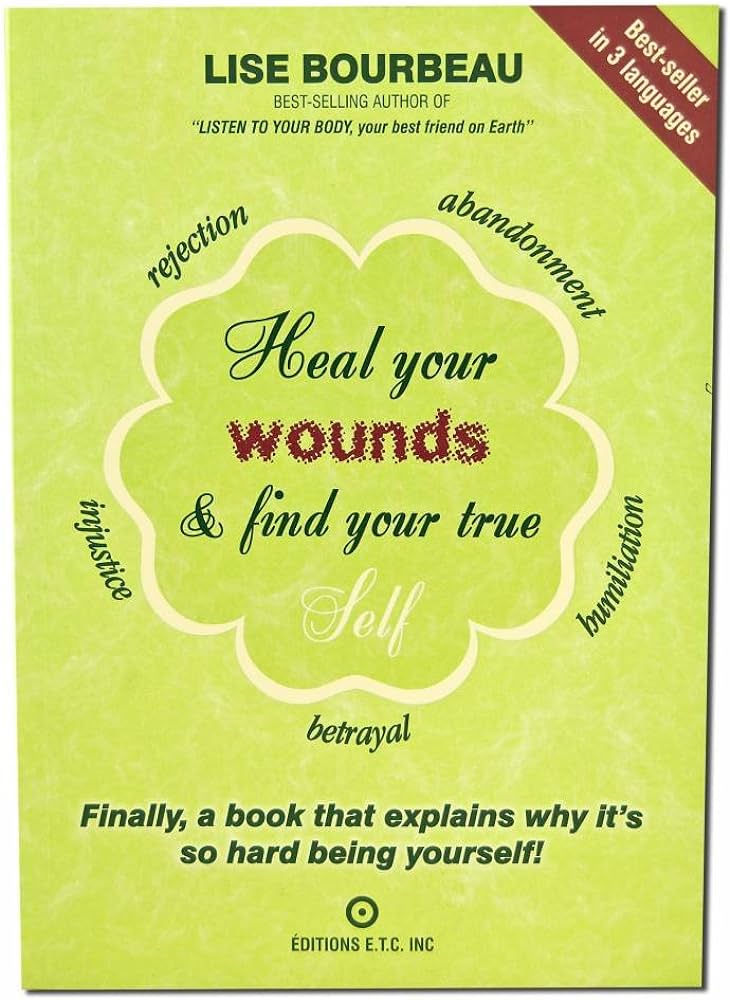 LISE BOURBEAU
BEST-SELLING AUTHOR OF
"LISTEN TO YOUR BODY, your best friend on Earth"
Best-seller
in 3 languages
rejection
abandonment
Heal your
wounds
& find your true
Self
injustice
humiliation
betrayal
Finally, a book that explains why it's
so hard being yourself!
ÉDITIONS E.T.C. INC